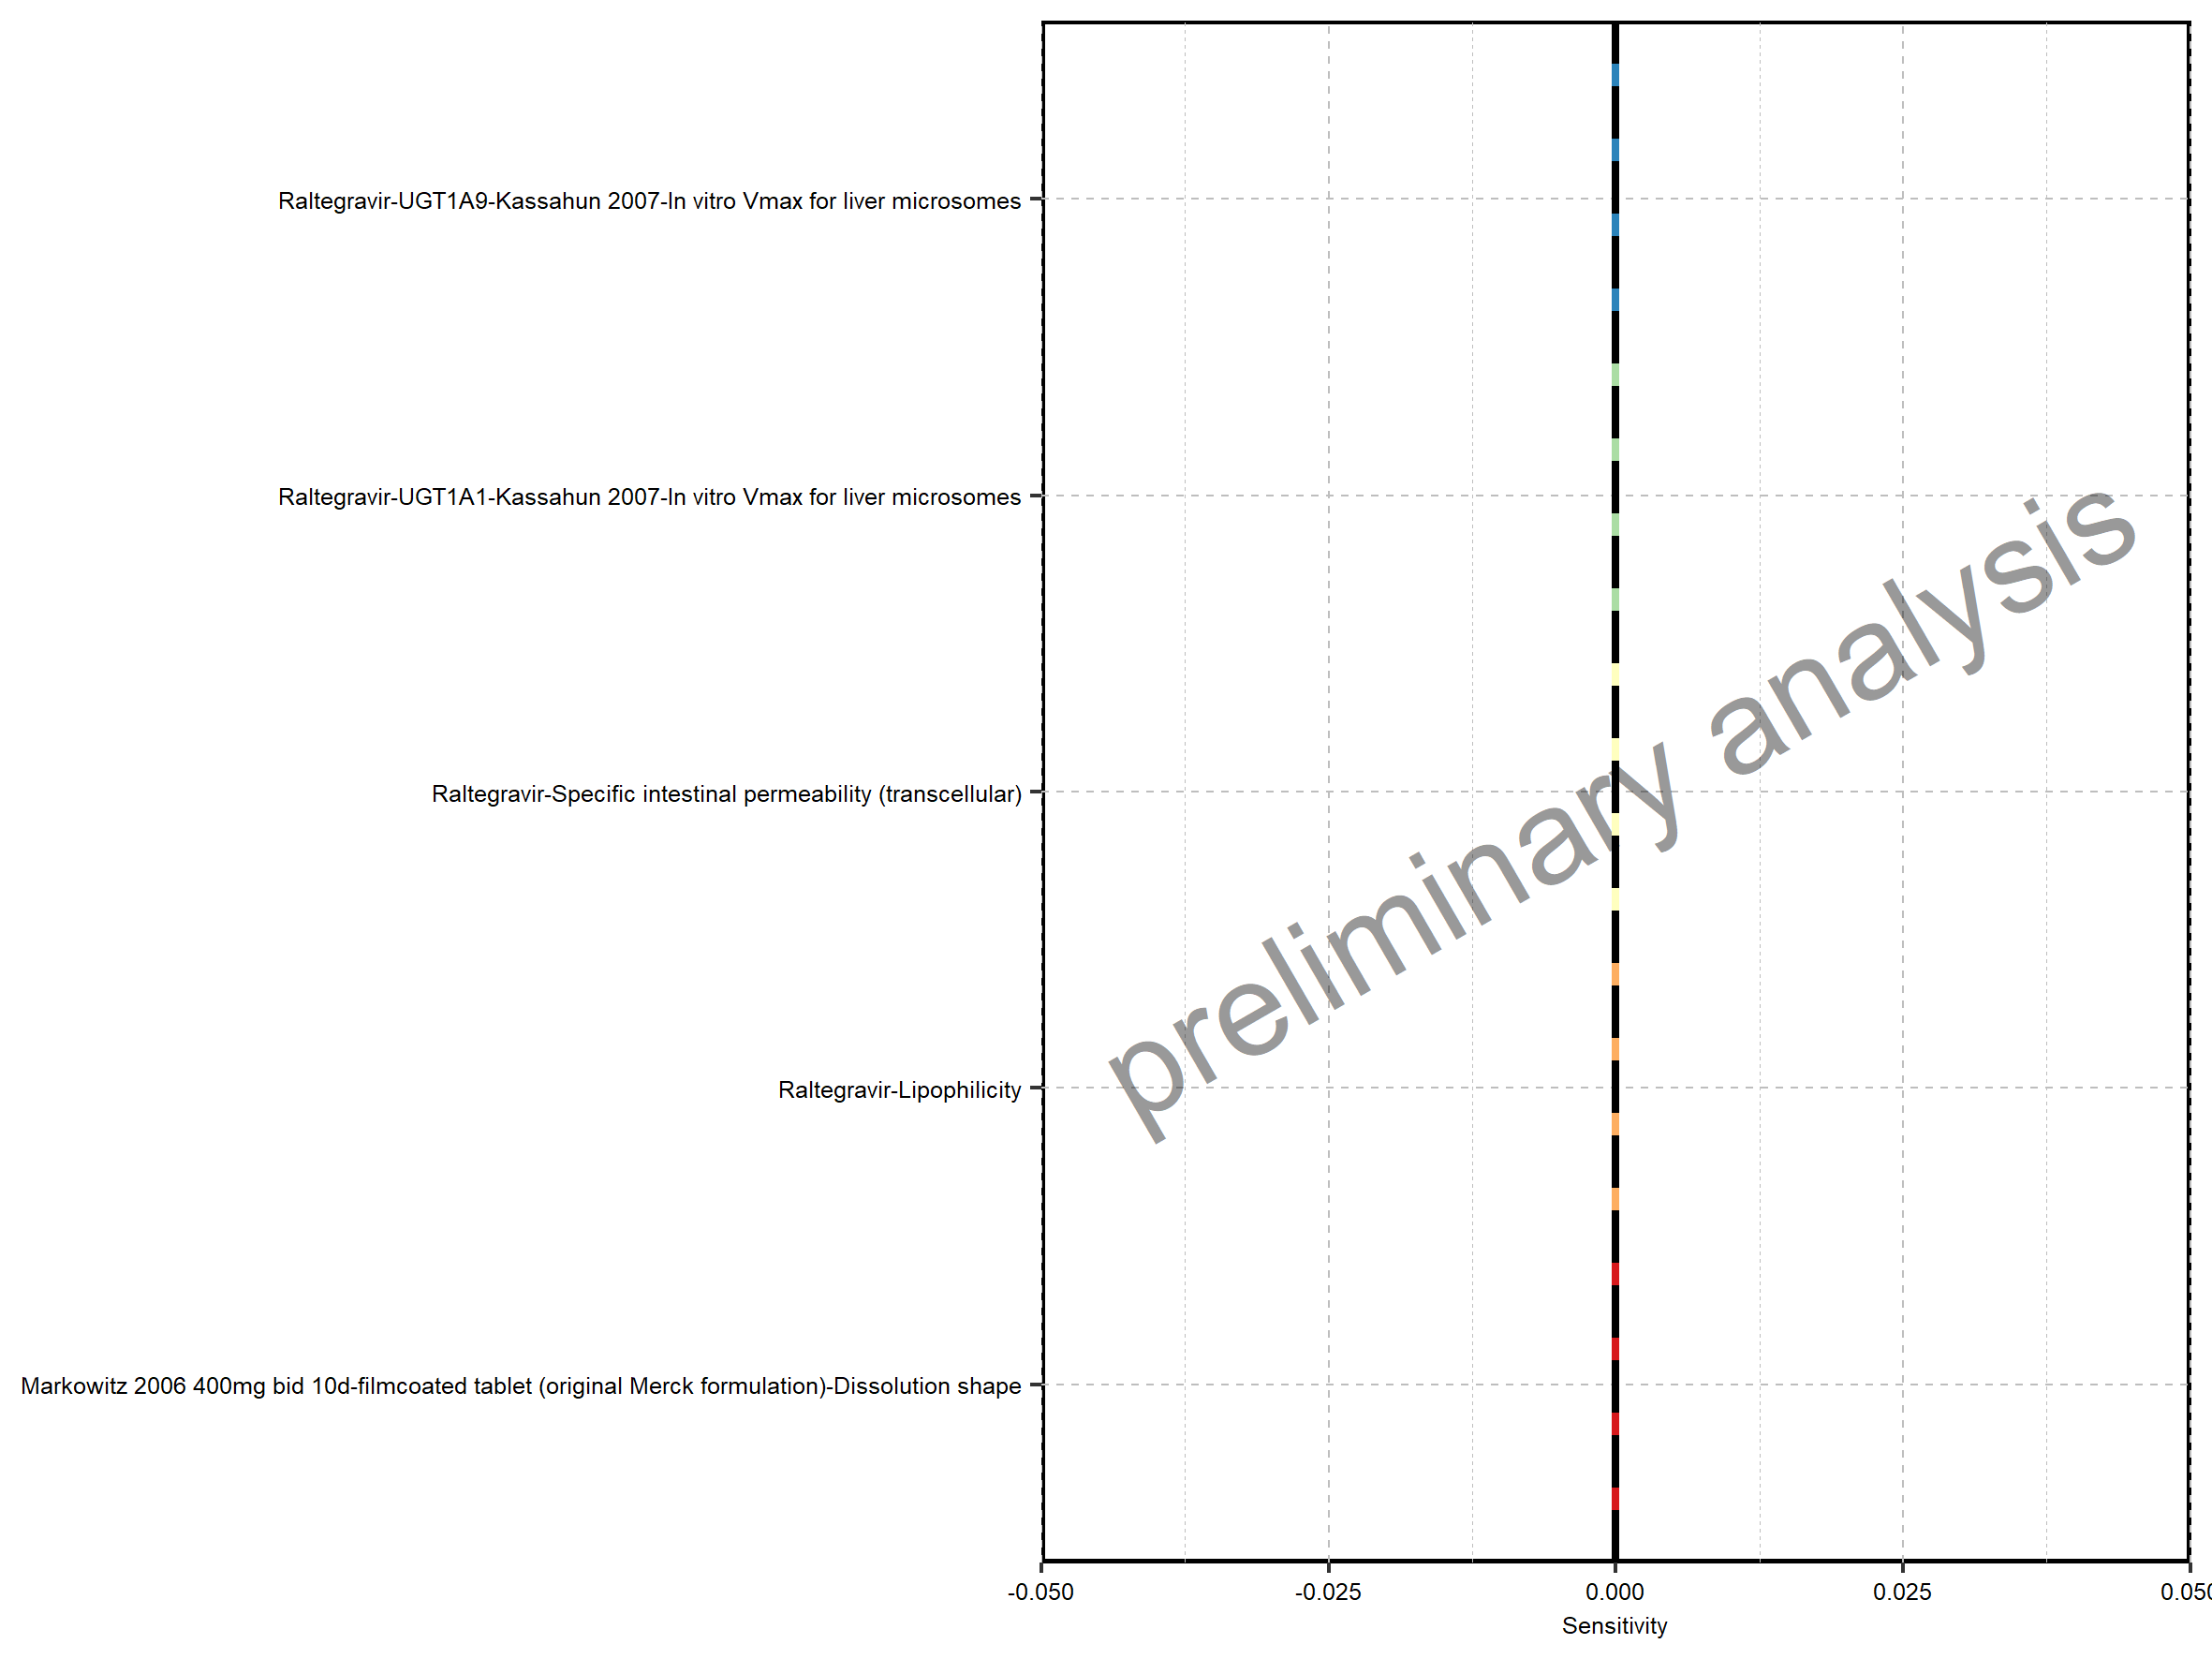 Raltegravir-UGT1A9-Kassahun 2007-In vitro Vmax for liver microsomes
Raltegravir-UGT1A1-Kassahun 2007-In vitro Vmax for liver microsomes
Raltegravir-Specific intestinal permeability (transcellular)
Raltegravir-Lipophilicity
Markowitz 2006 400mg bid 10d-filmcoated tablet (original Merck formulation)-Dissolution shape
preliminary analysis
-0.050 -0.025 0.000 0.025 0.050
Sensitivity